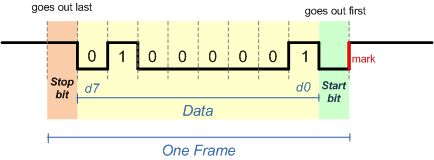 goes out last
goes out first
0 1 0 0 0 0 0 1
mark
Stop
bit
d7
d0
Start
bit
Data
One Frame